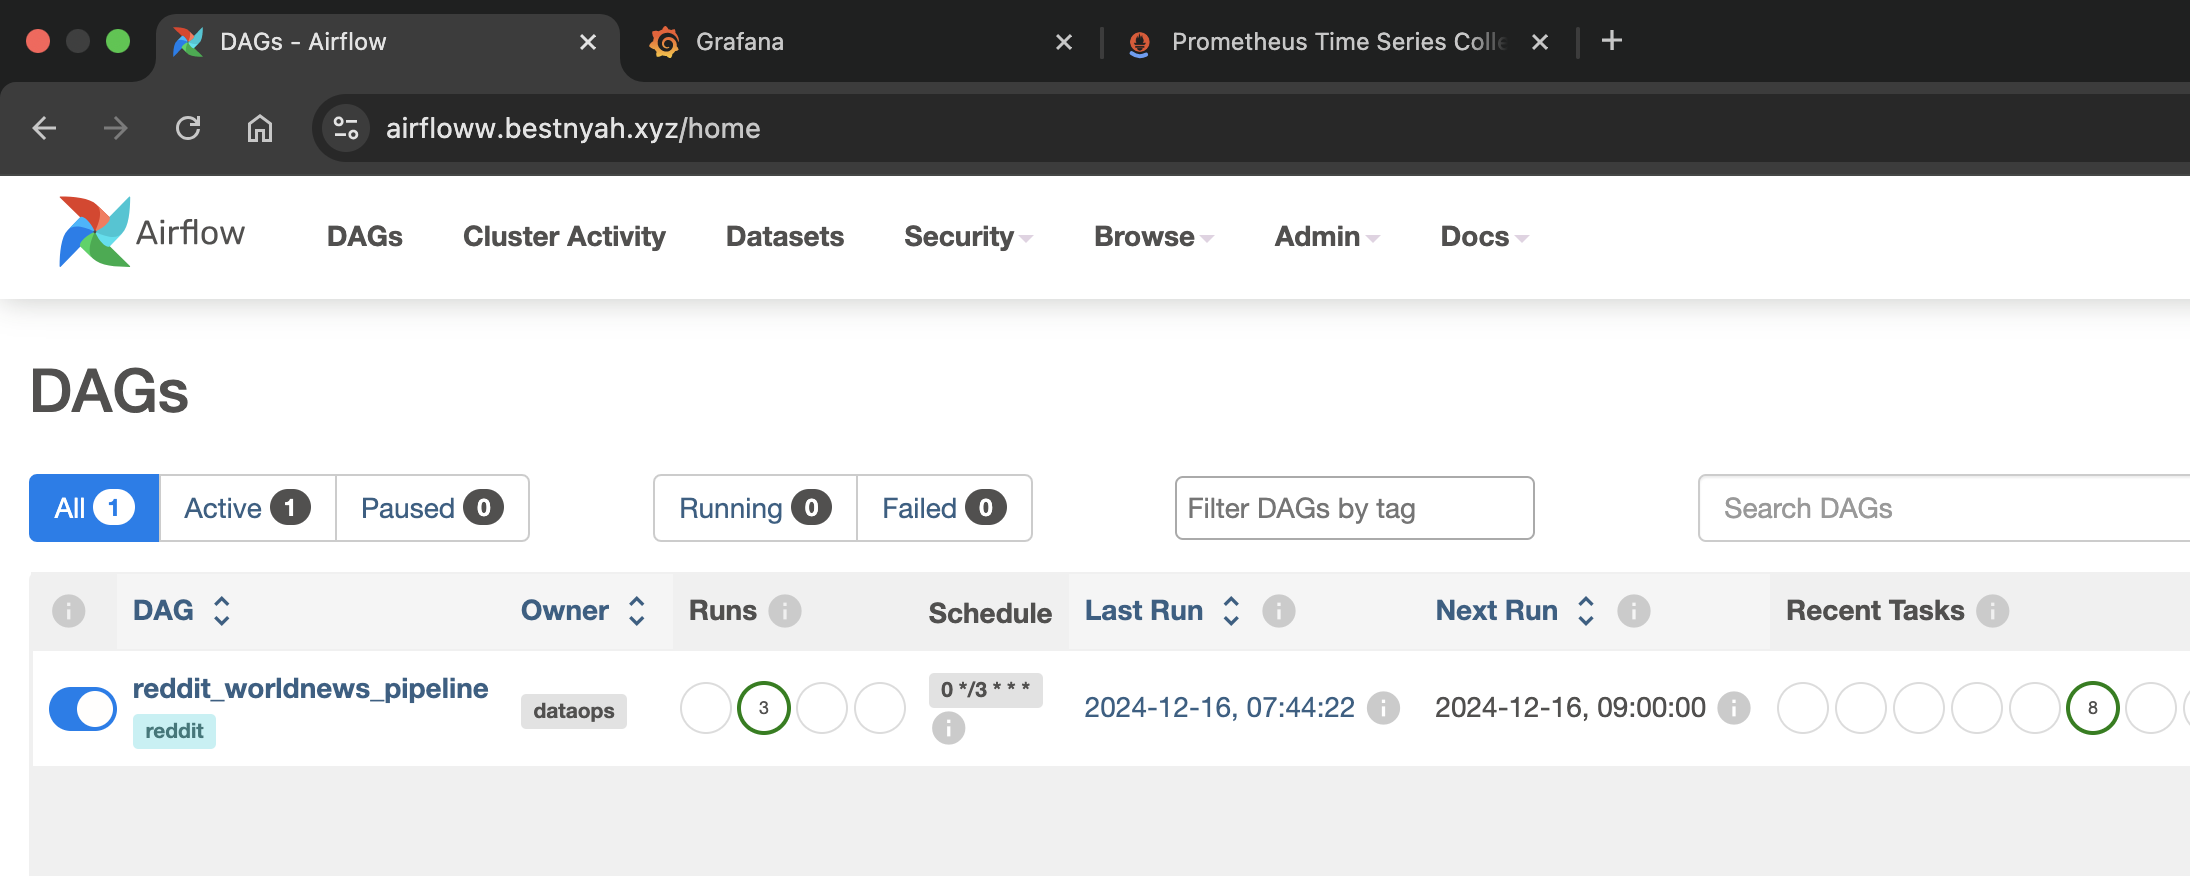 DAGs - Airflow
Grafana
Prometheus Time Series Colle
airfloww.bestnyah.xyz/home
Airflow
DAGs
Cluster Activity
Datasets
Security
Browse
Admin
Docs
DAGs
All 1
Active 1
Paused 0
Running 0
Failed 0
Filter DAGs by tag
Search DAGs
DAG
Owner
Runs
Schedule
Last Run
Next Run
Recent Tasks
reddit_worldnews_pipeline
reddit
dataops
3
0 */3 * * *
2024-12-16, 07:44:22
2024-12-16, 09:00:00
8